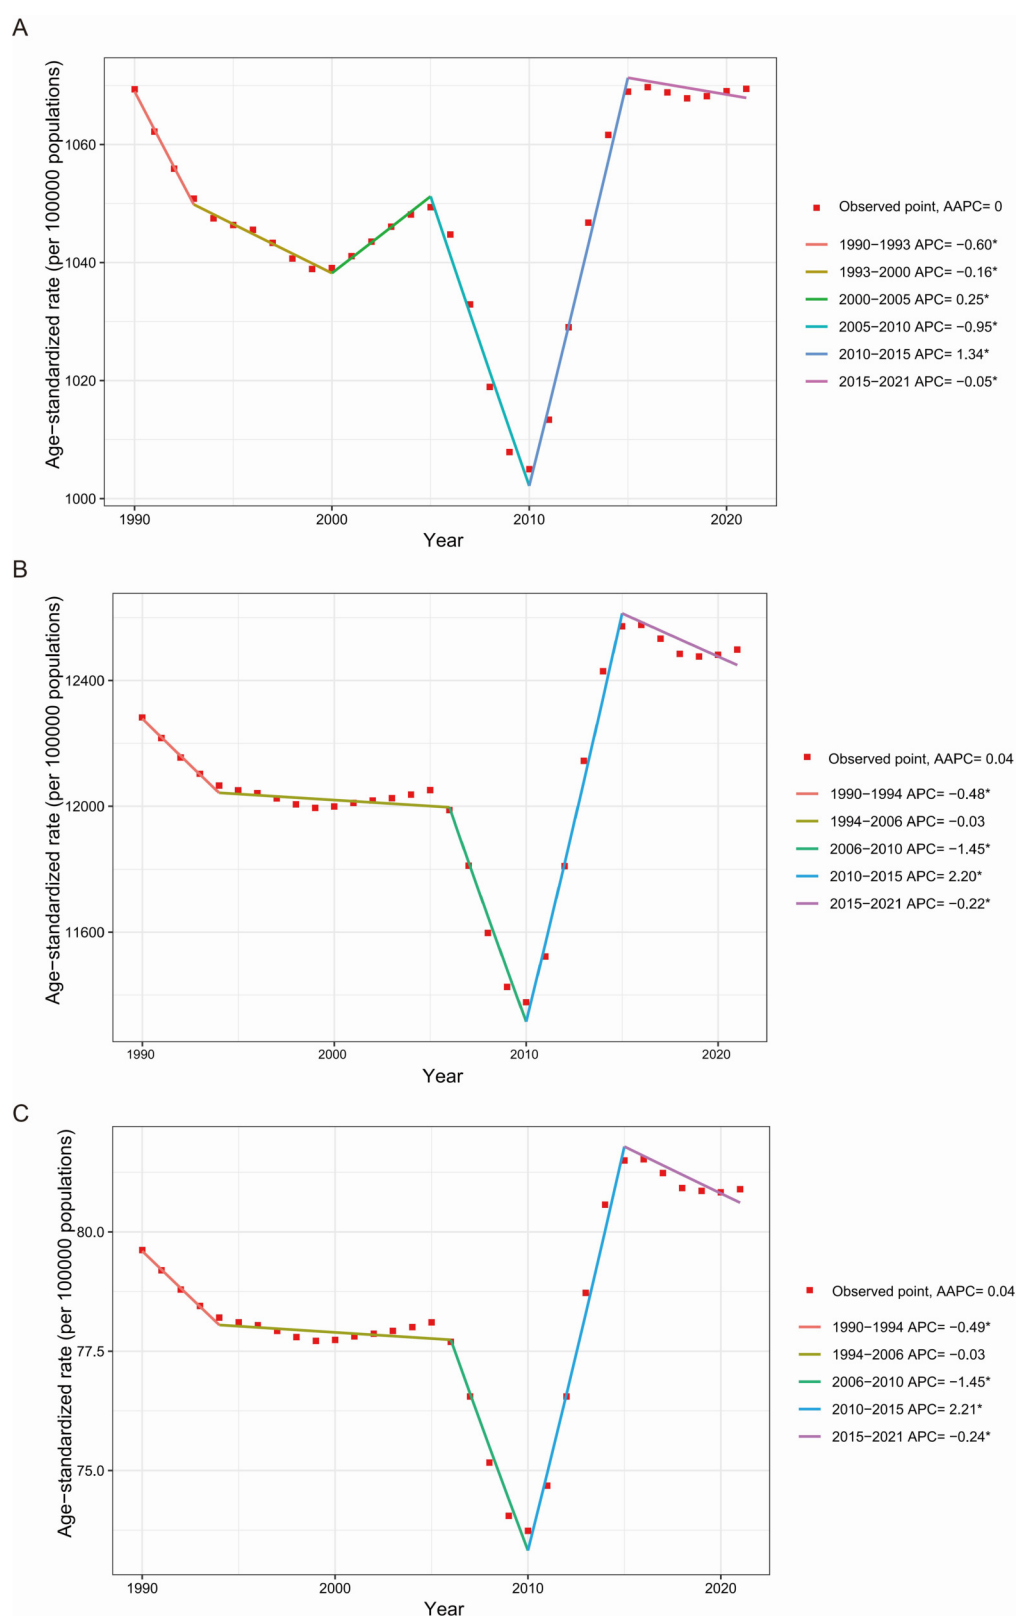 A
Age−standardized rate (per 100000 populations)
1060
1040
1020
1000
1990
2000
2010
2020
Year
Observed point, AAPC= 0
1990−1993 APC= −0.60*
1993−2000 APC= −0.16*
2000−2005 APC= 0.25*
2005−2010 APC= −0.95*
2010−2015 APC= 1.34*
2015−2021 APC= −0.05*
B
Age−standardized rate (per 100000 populations)
12400
12000
11600
1990
2000
2010
2020
Year
Observed point, AAPC= 0.04
1990−1994 APC= −0.48*
1994−2006 APC= −0.03
2006−2010 APC= −1.45*
2010−2015 APC= 2.20*
2015−2021 APC= −0.22*
C
Age−standardized rate (per 100000 populations)
80.0
77.5
75.0
1990
2000
2010
2020
Year
Observed point, AAPC= 0.04
1990−1994 APC= −0.49*
1994−2006 APC= −0.03
2006−2010 APC= −1.45*
2010−2015 APC= 2.21*
2015−2021 APC= −0.24*